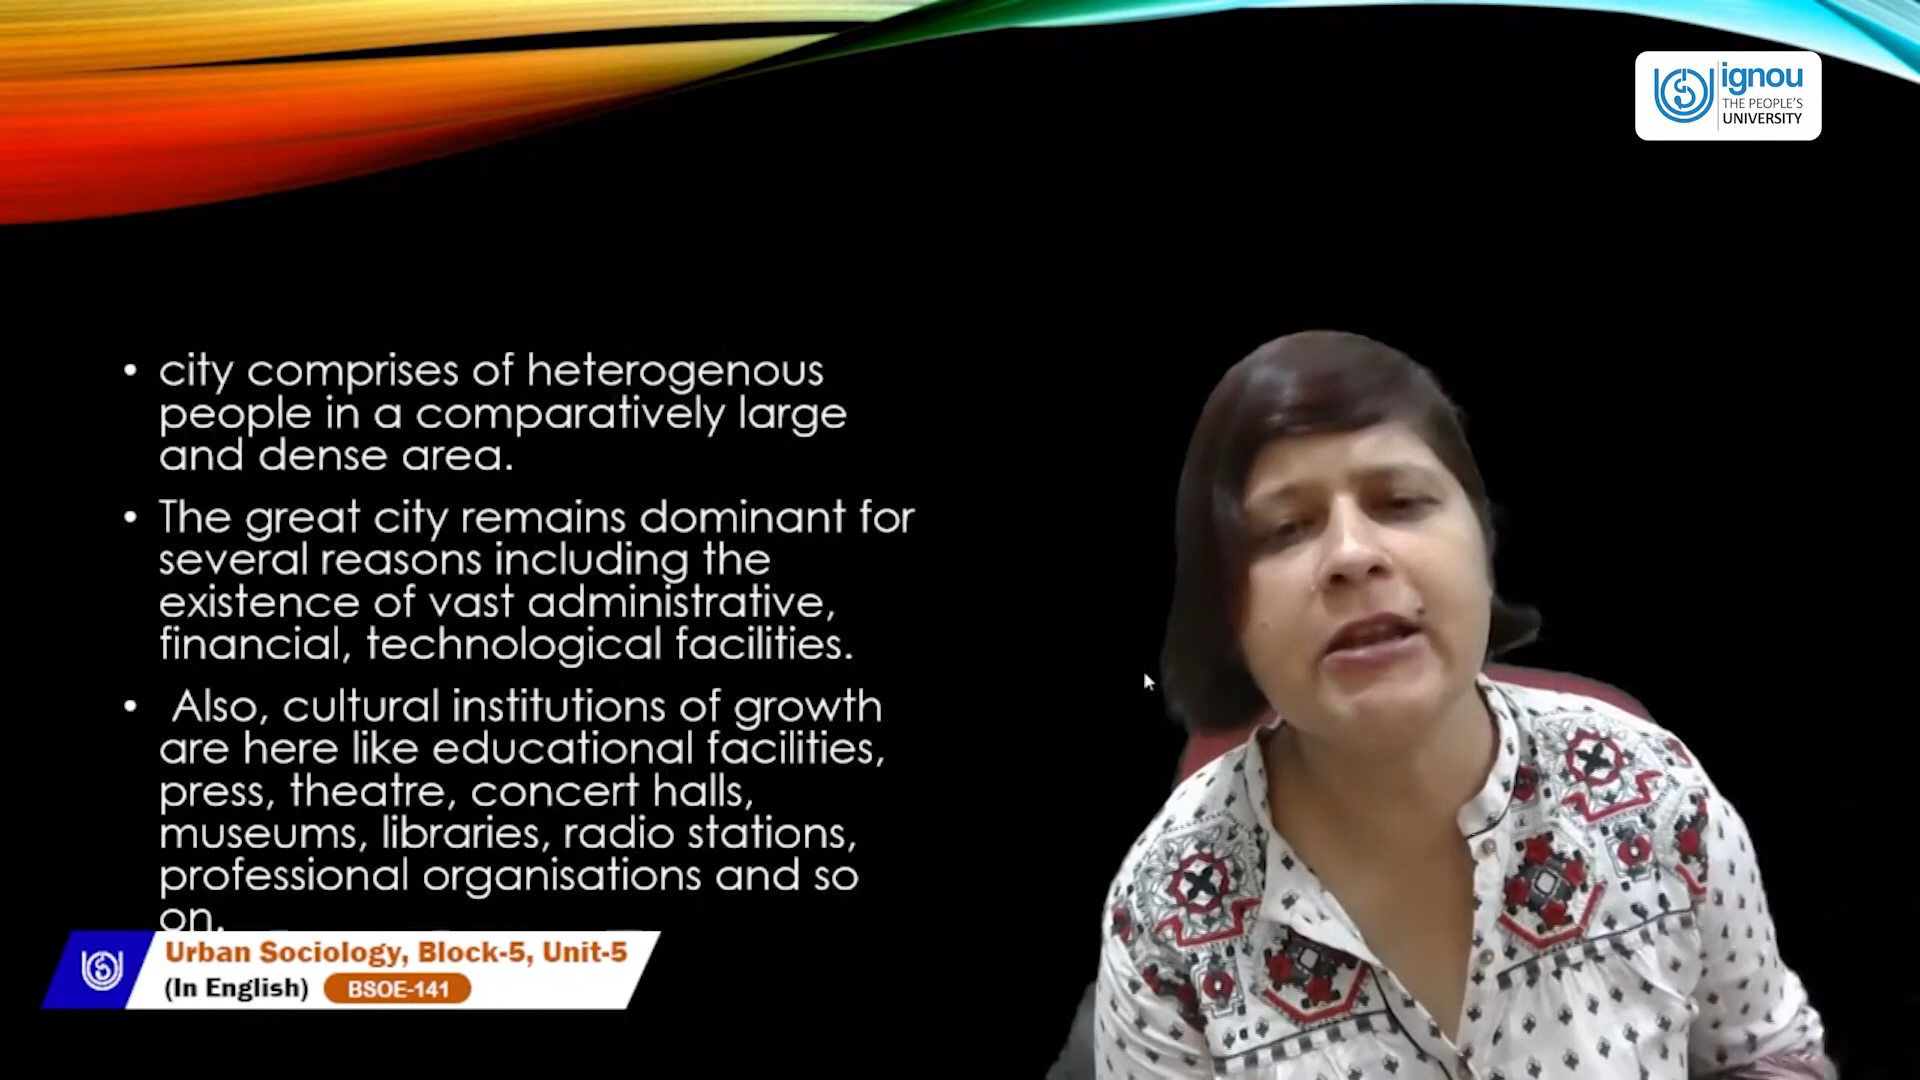 ignou
THE PEOPLE'S
UNIVERSITY
• city comprises of heterogenous
people in a comparatively large
and dense area.
• The great city remains dominant for
several reasons including the
existence of vast administrative,
financial, technological facilities.
• Also, cultural institutions of growth
are here like educational facilities,
press, theatre, concert halls,
museums, libraries, radio stations,
professional organisations and so
on.
Urban Sociology, Block-5, Unit-5
(In English) BSOE-141